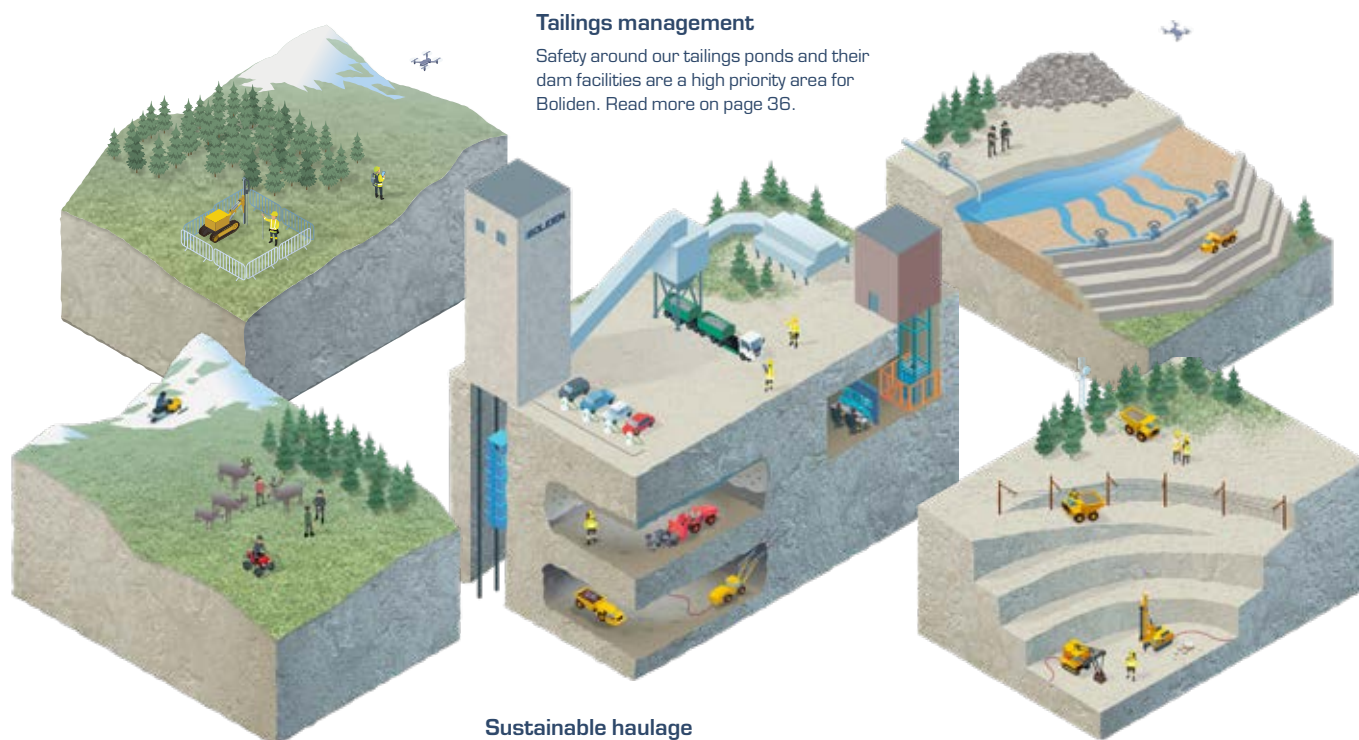 Tailings management
Safety around our tailings ponds and their
dam facilities are a high priority area for
Boliden. Read more on page 36.
BOLIDEN
Sustainable haulage